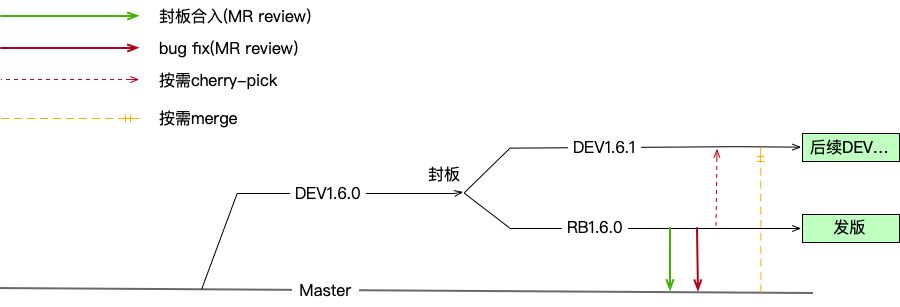 封板合入(MR review)
bug fix(MR review)
按需cherry-pick
按需merge
DEV1.6.1
后续DEV...
封板
DEV1.6.0
RB1.6.0
发版
Master